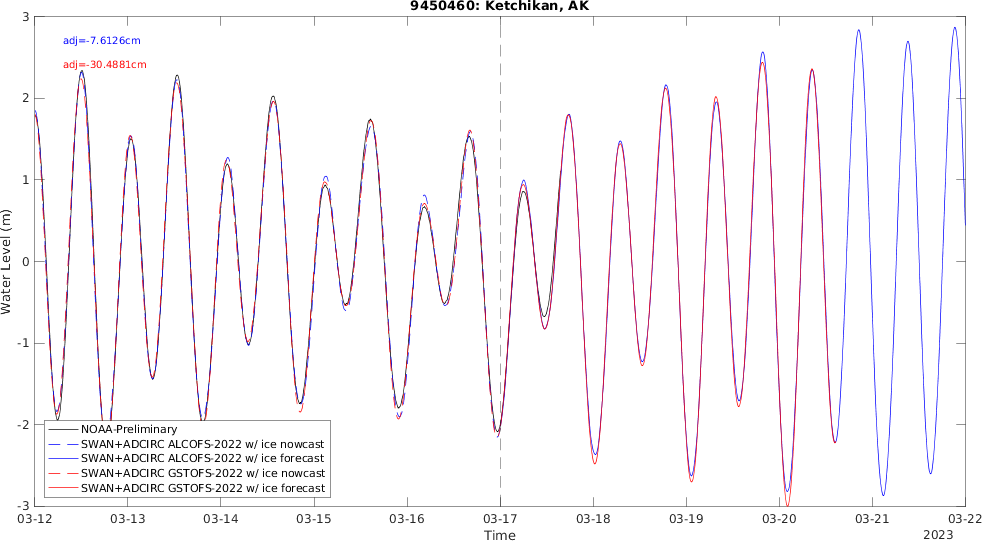 9450460: Ketchikan, AK
adj=-7.6126cm
adj=-30.4881cm
3
2
1
0
-1
-2
-3
Water Level (m)
NOAA-Preliminary
SWAN+ADCIRC ALCOFS-2022 w/ ice nowcast
SWAN+ADCIRC ALCOFS-2022 w/ ice forecast
SWAN+ADCIRC GSTOFS-2022 w/ ice nowcast
SWAN+ADCIRC GSTOFS-2022 w/ ice forecast
03-12 03-13 03-14 03-15 03-16 03-17 03-18 03-19 03-20 03-21 03-22
Time
2023